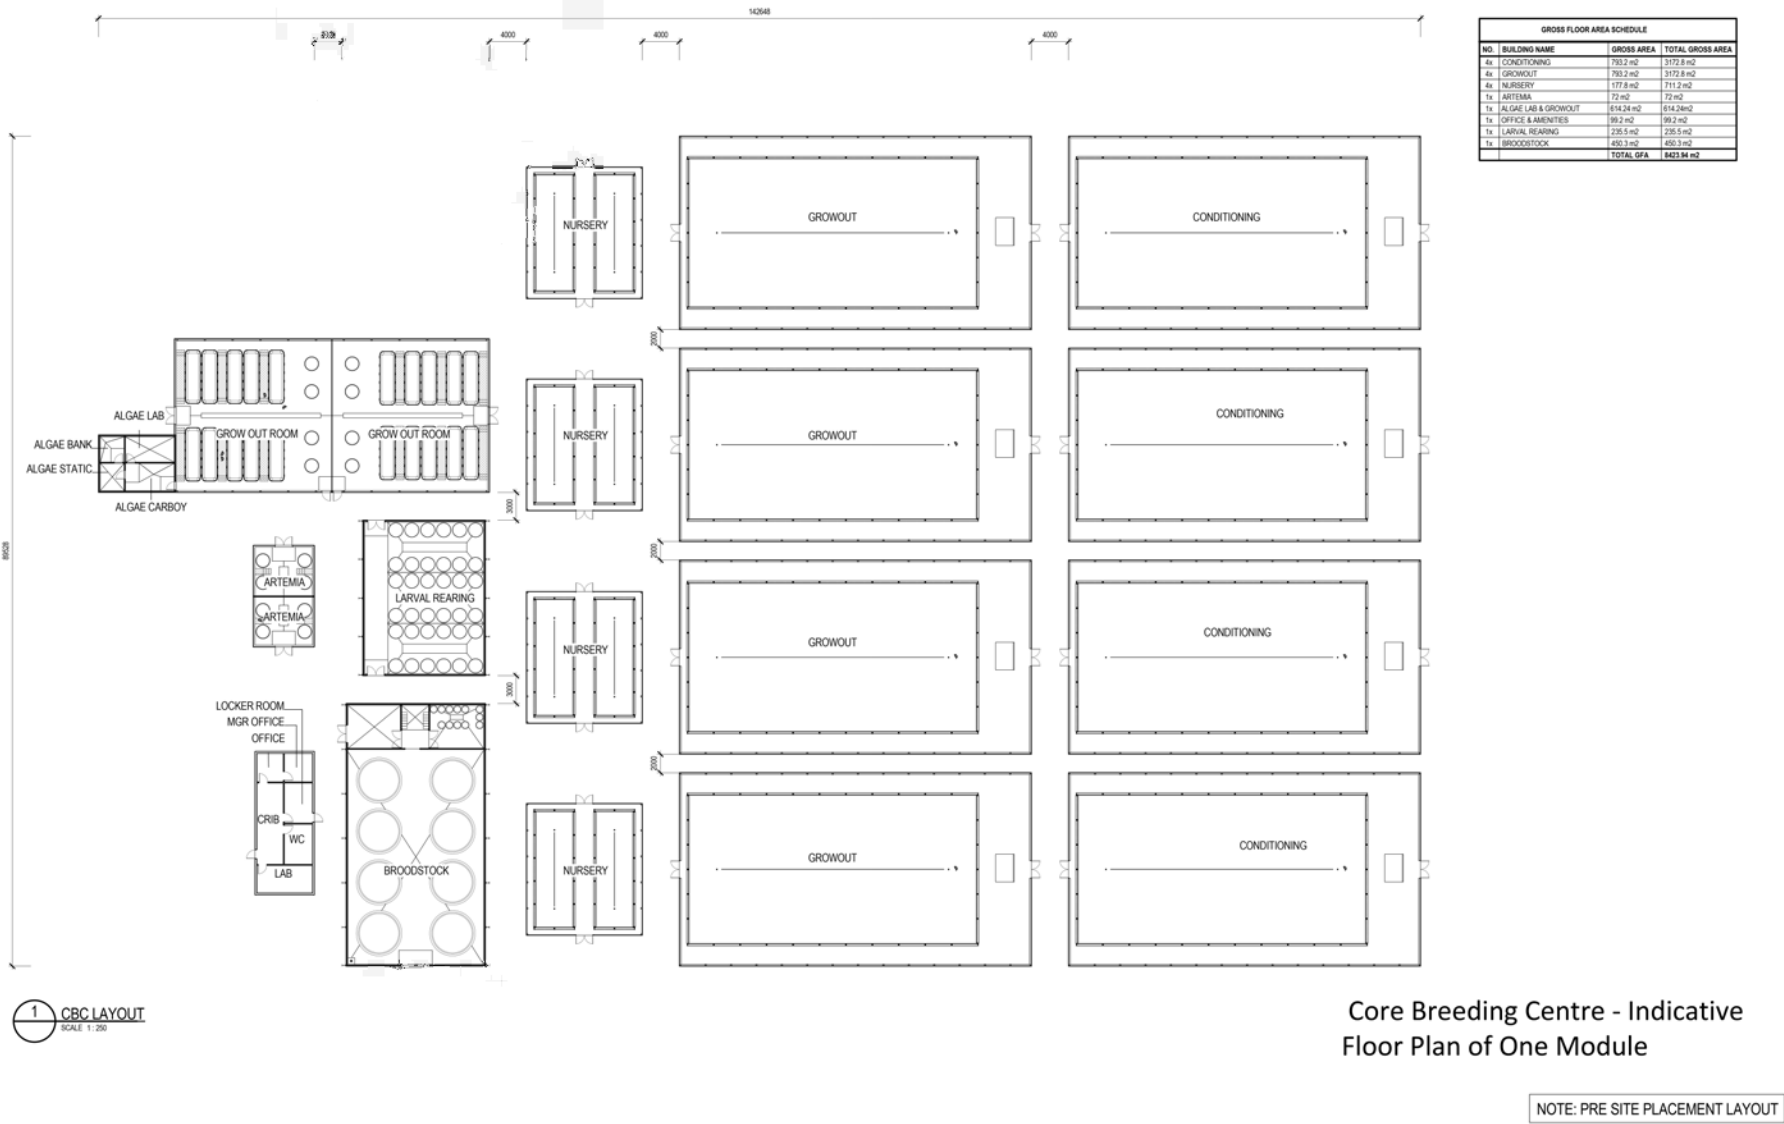 142648
4000
4000
4000
GROSS FLOOR AREA SCHEDULE
NO. BUILDING NAME GROSS AREA TOTAL GROSS AREA
4x CONDITIONING 793.2 m2 3172.8 m2
4x GROWOUT 793.2 m2 3172.8 m2
4x NURSERY 177.8 m2 711.2 m2
1x ARTEMIA 72 m2 72 m2
1x ALGAE LAB & GROWOUT 614.24 m2 614.24m2
1x OFFICE & AMENITIES 99.2 m2 99.2 m2
1x LARVAL REARING 235.5 m2 235.5 m2
1x BROODSTOCK 450.3 m2 450.3 m2
TOTAL GFA 8423.94 m2
NURSERY
GROWOUT
CONDITIONING
2000
ALGAE LAB
ALGAE BANK
ALGAE STATIC
ALGAE CARBOY
GROW OUT ROOM
GROW OUT ROOM
NURSERY
GROWOUT
CONDITIONING
3000
2000
89528
ARTEMIA
ARTEMIA
LARVAL REARING
NURSERY
GROWOUT
CONDITIONING
3000
2000
LOCKER ROOM
MGR OFFICE
OFFICE
CRIB
WC
LAB
BROODSTOCK
NURSERY
GROWOUT
CONDITIONING
1 CBC LAYOUT
SCALE 1 : 250
Core Breeding Centre - Indicative
Floor Plan of One Module
NOTE: PRE SITE PLACEMENT LAYOUT